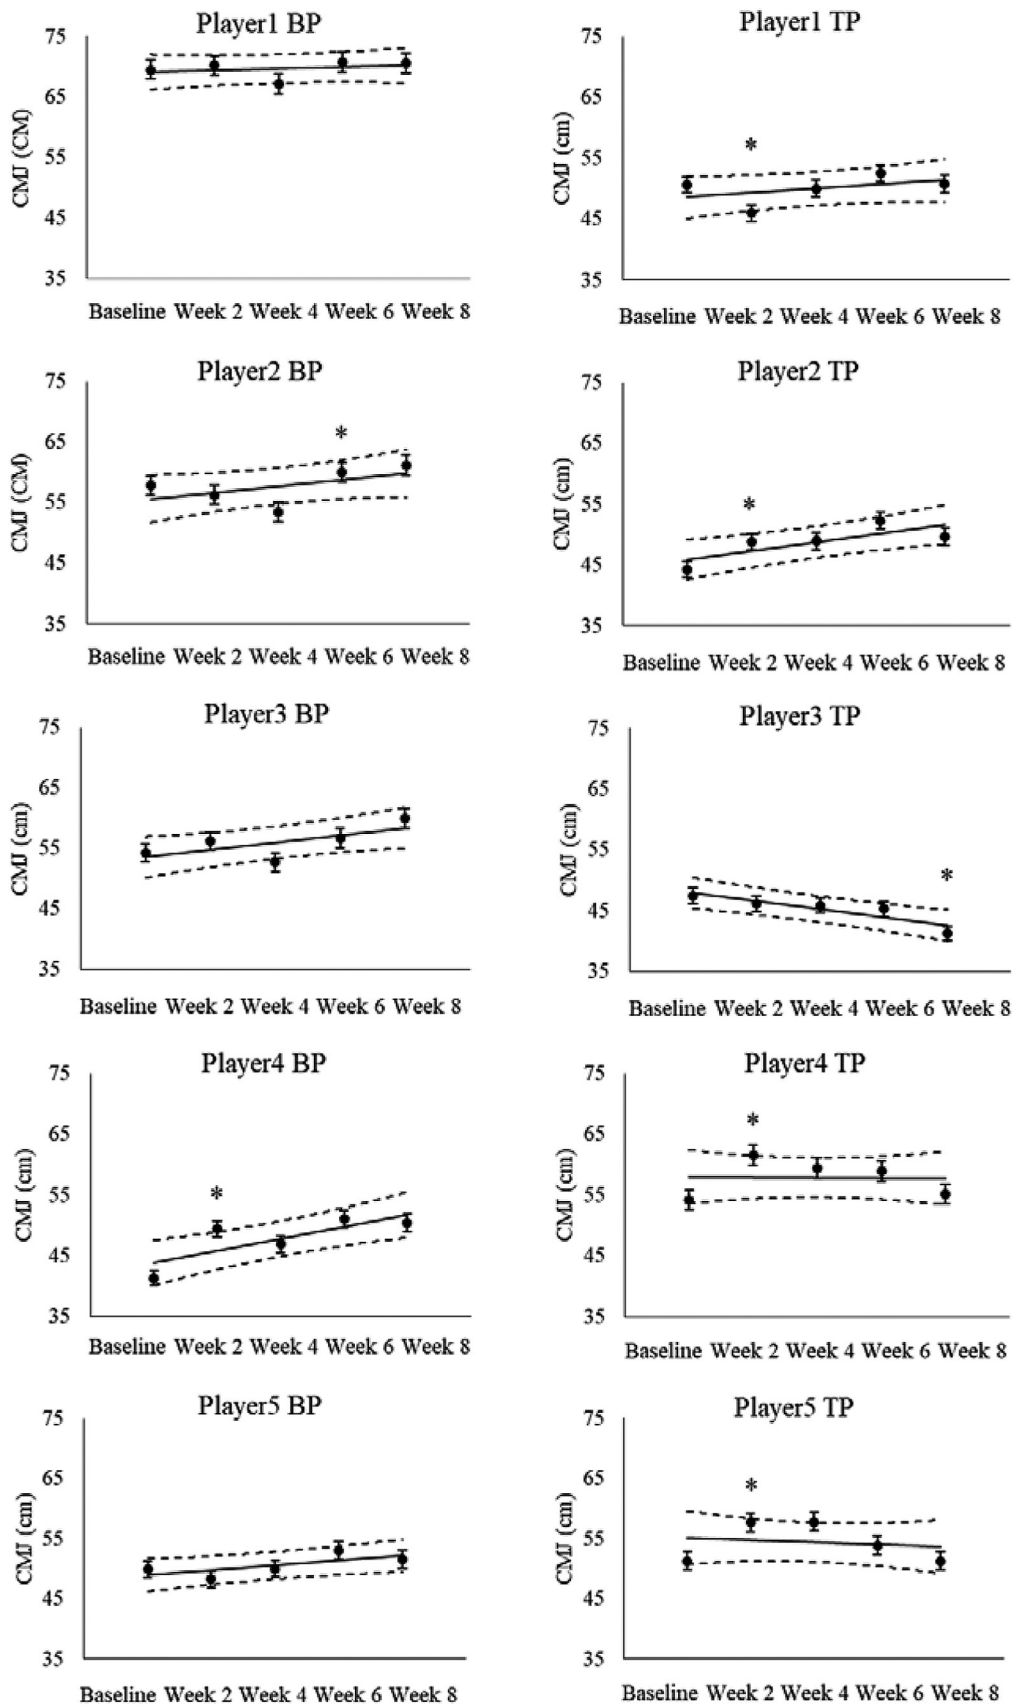 Player1 BP
75
65
55
45
35
CMJ (CM)
Baseline Week 2 Week 4 Week 6 Week 8
Player1 TP
75
65
55
45
35
CMJ (cm)
*
Baseline Week 2 Week 4 Week 6 Week 8
Player2 BP
75
65
55
45
35
CMJ (CM)
*
Baseline Week 2 Week 4 Week 6 Week 8
Player2 TP
75
65
55
45
35
CMJ (cm)
*
Baseline Week 2 Week 4 Week 6 Week 8
Player3 BP
75
65
55
45
35
CMJ (cm)
Baseline Week 2 Week 4 Week 6 Week 8
Player3 TP
75
65
55
45
35
CMJ (cm)
*
Baseline Week 2 Week 4 Week 6 Week 8
Player4 BP
75
65
55
45
35
CMJ (cm)
*
Baseline Week 2 Week 4 Week 6 Week 8
Player4 TP
75
65
55
45
35
CMJ (cm)
*
Baseline Week 2 Week 4 Week 6 Week 8
Player5 BP
75
65
55
45
35
CMJ (cm)
Baseline Week 2 Week 4 Week 6 Week 8
Player5 TP
75
65
55
45
35
CMJ (cm)
*
Baseline Week 2 Week 4 Week 6 Week 8